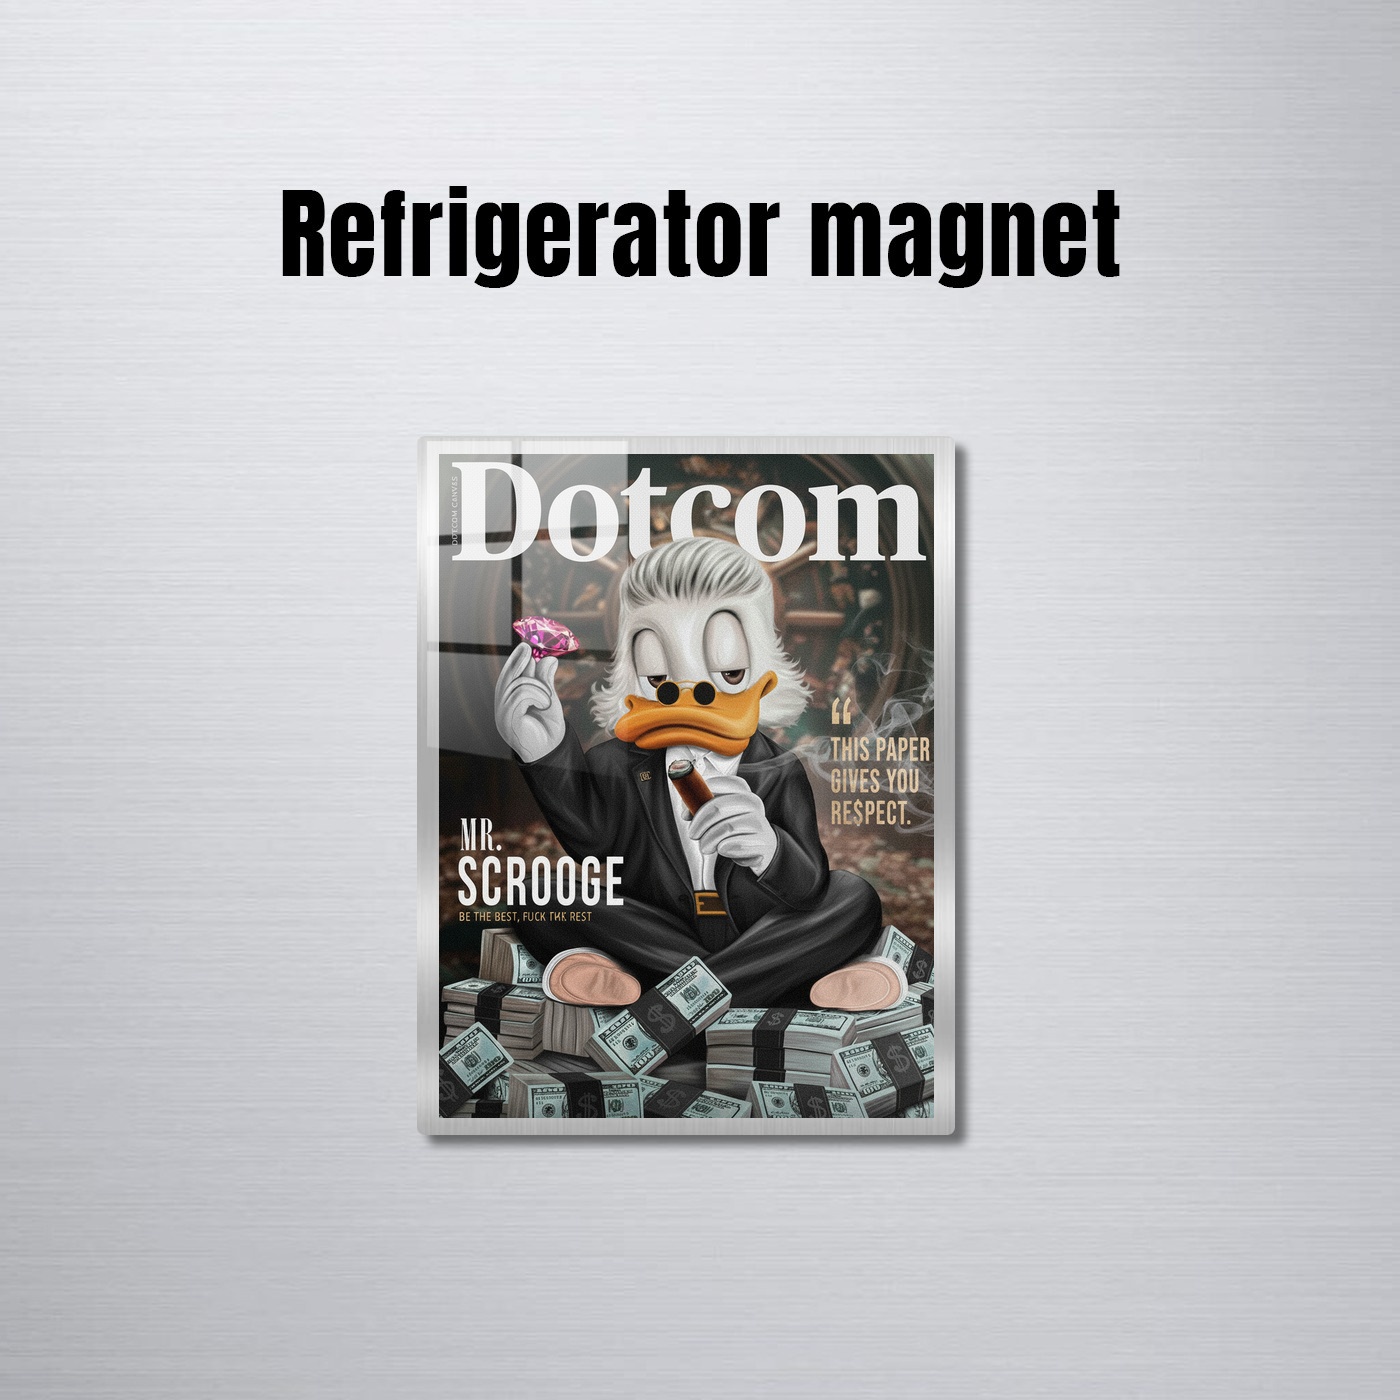 Refrigerator magnet
Dotcom
DOTCOM CANVAS
“
THIS PAPER
GIVES YOU
RE$PECT.
MR.
SCROOGE
BE THE BEST, FUCK THE REST